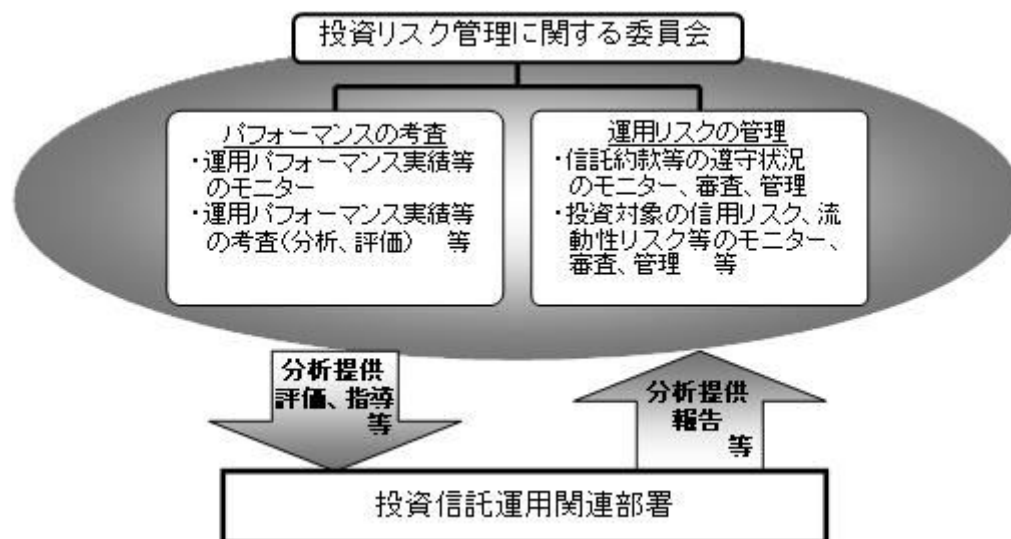 投資リスク管理に関する委員会
パフォーマンスの考査
・運用パフォーマンス実績等
のモニター
・運用パフォーマンス実績等
の考査(分析、評価)　等
運用リスクの管理
・信託約款等の遵守状況
のモニター、審査、管理
・投資対象の信用リスク、流
動性リスク等のモニター、
審査、管理　等
分析提供
評価、指導
等
分析提供
報告
等
投資信託運用関連部署